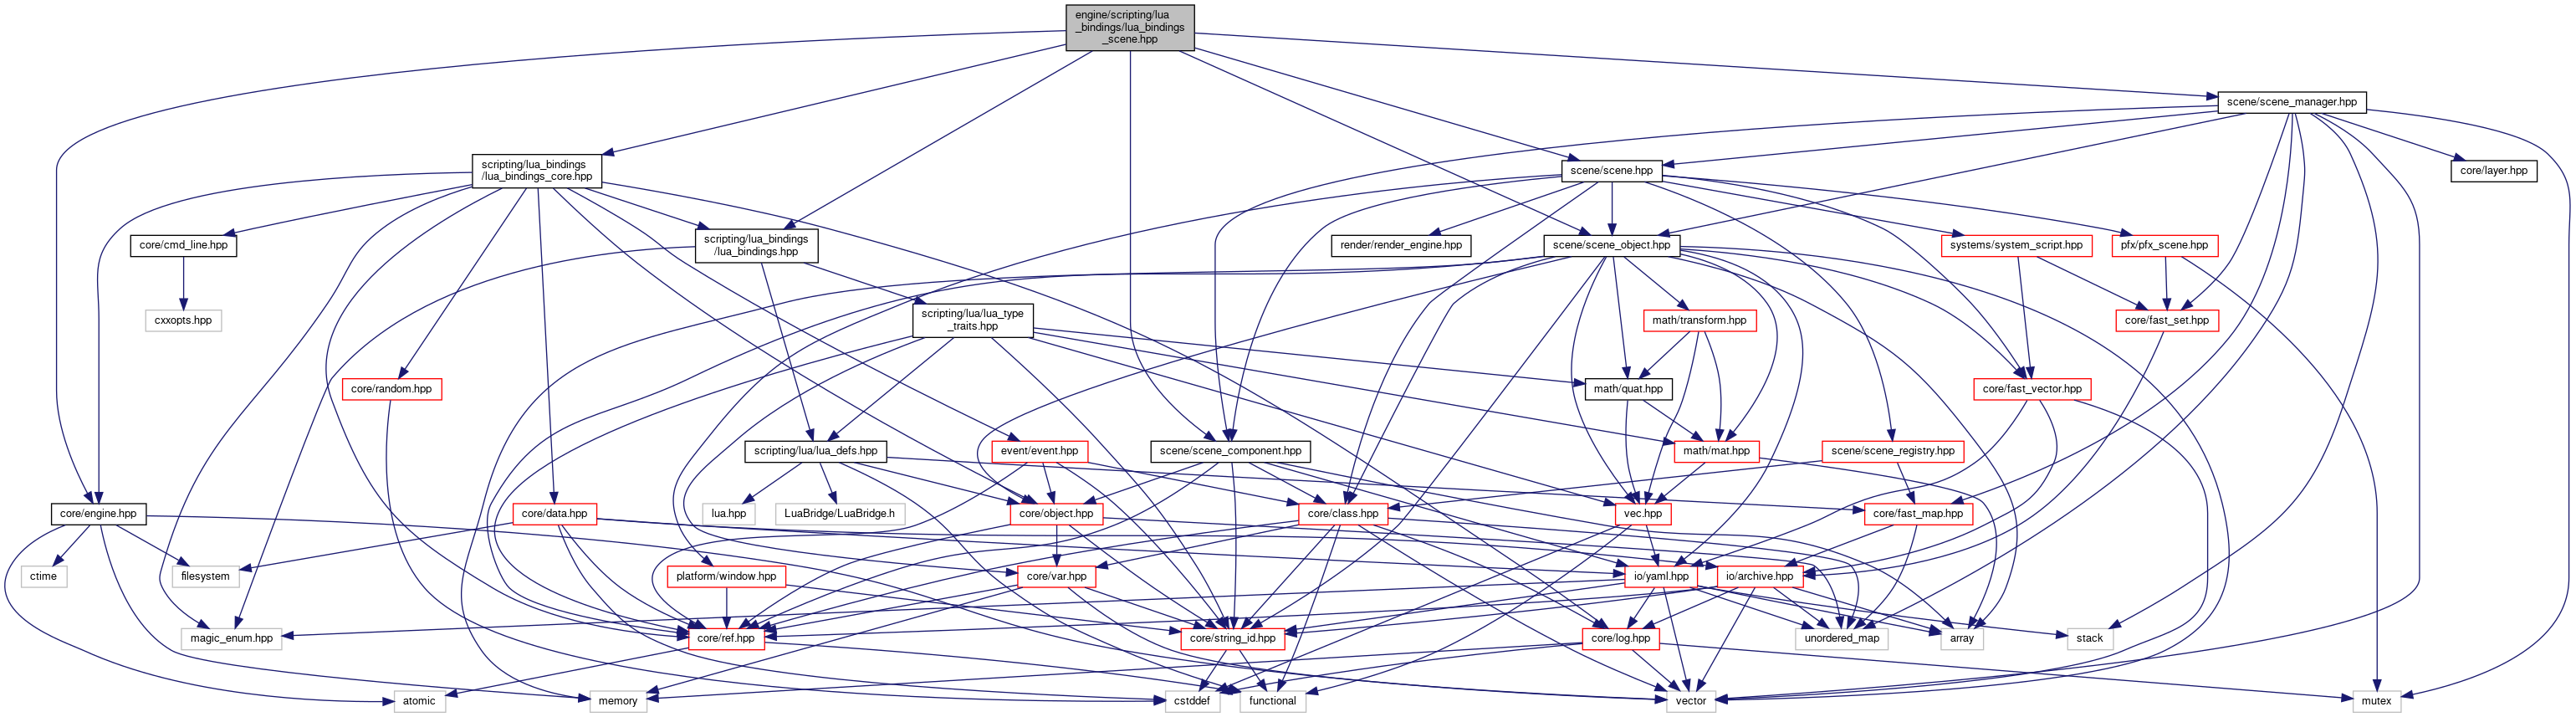 engine/scripting/lua
_bindings/lua_bindings
_scene.hpp
scene/scene_manager.hpp
scripting/lua_bindings
/lua_bindings_core.hpp
scene/scene.hpp
core/layer.hpp
core/cmd_line.hpp
scripting/lua_bindings
/lua_bindings.hpp
render/render_engine.hpp
scene/scene_object.hpp
systems/system_script.hpp
pfx/pfx_scene.hpp
cxxopts.hpp
scripting/lua/lua_type
_traits.hpp
math/transform.hpp
core/fast_set.hpp
core/random.hpp
math/quat.hpp
core/fast_vector.hpp
scripting/lua/lua_defs.hpp
event/event.hpp
scene/scene_component.hpp
math/mat.hpp
scene/scene_registry.hpp
core/engine.hpp
core/data.hpp
lua.hpp
LuaBridge/LuaBridge.h
core/object.hpp
core/class.hpp
vec.hpp
core/fast_map.hpp
ctime
filesystem
platform/window.hpp
core/var.hpp
io/yaml.hpp
io/archive.hpp
magic_enum.hpp
core/ref.hpp
core/string_id.hpp
core/log.hpp
unordered_map
array
stack
atomic
memory
cstddef
functional
vector
mutex